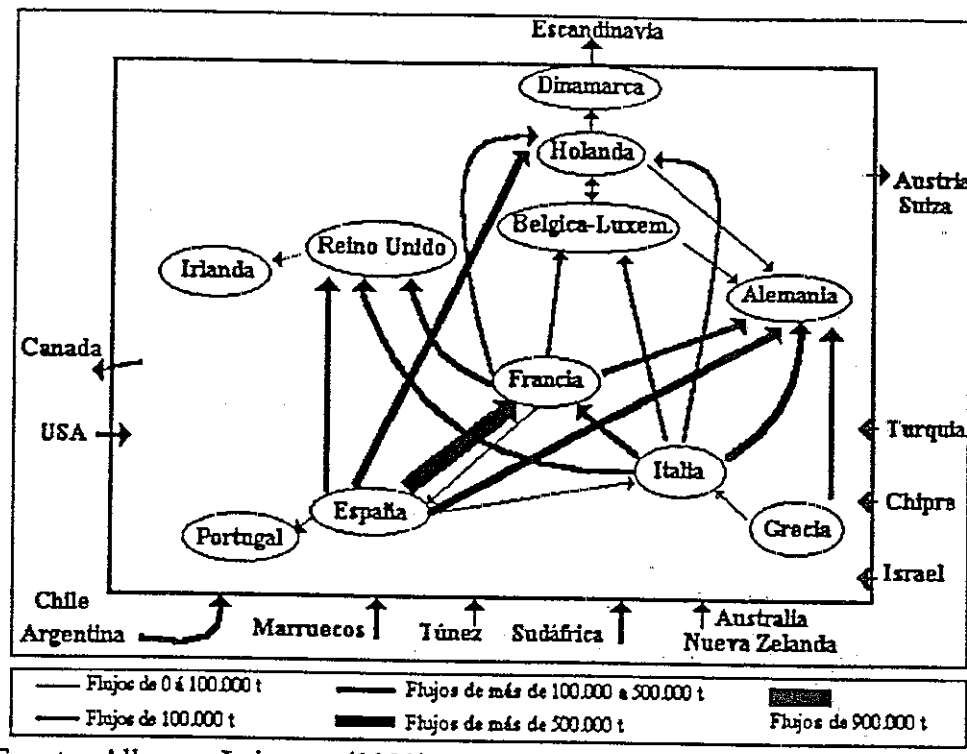 Escandinavia
Dinamarca
Holanda
Austria
Suiza
Belgica-Luxem.
Reino Unido
Irlanda
Alemania
Canada
Francia
USA
Turquia
Italia
España
Chipre
Portugal
Grecia
Israel
Chile
Argentina
Marruecos
Túnez
Sudáfrica
Australia
Nueva Zelanda
Flujos de 0 á 100.000 t
Flujos de más de 100.000 a 500.000 t
Flujos de 100.000 t
Flujos de más de 500.000 t
Flujos de 900.000 t